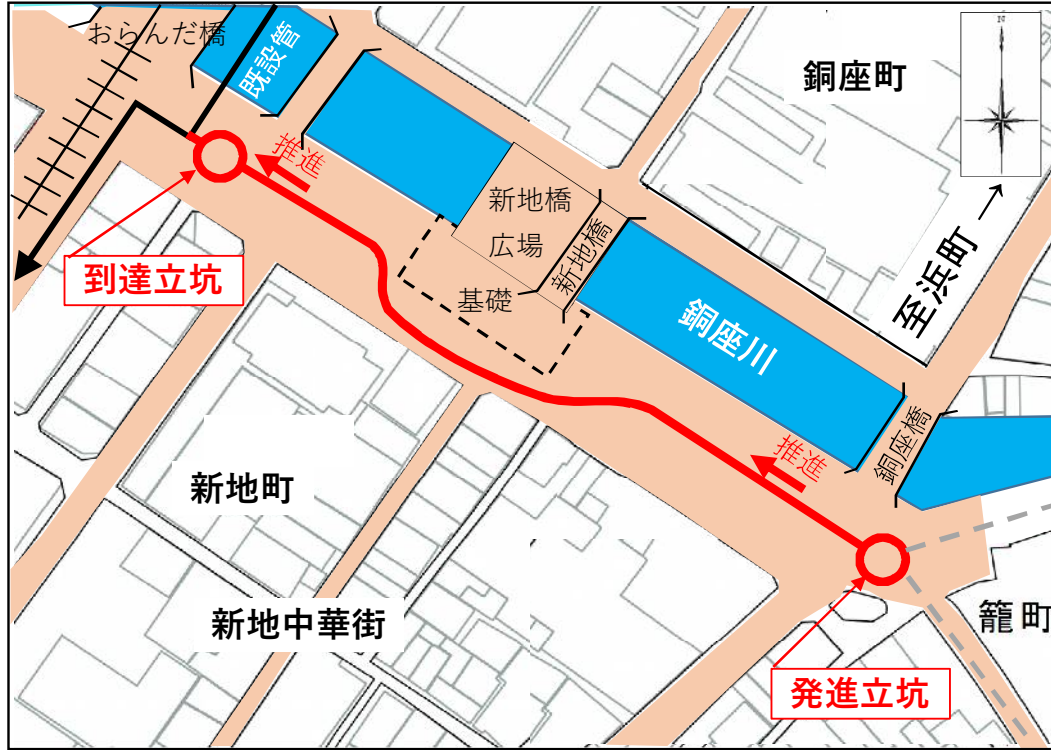 おらんだ橋
既設管
銅座町
推進
新地橋
広場
新地橋
至浜町 →
到達立坑
基礎
銅座川
推進
銅座橋
新地町
新地中華街
籠町
発進立坑